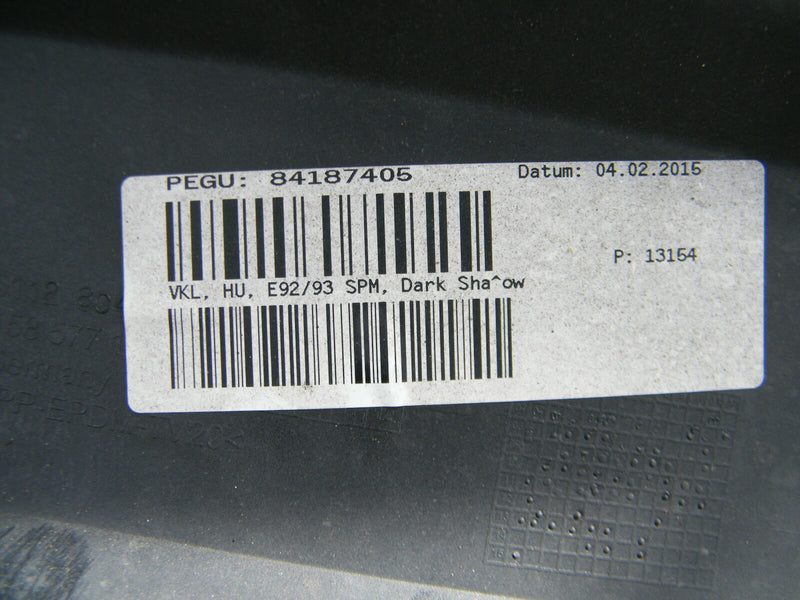 PEGU: 84187405
Datum: 04.02.2015
P: 13154
VKL, HU, E92/93 SPM, Dark Sha^ow